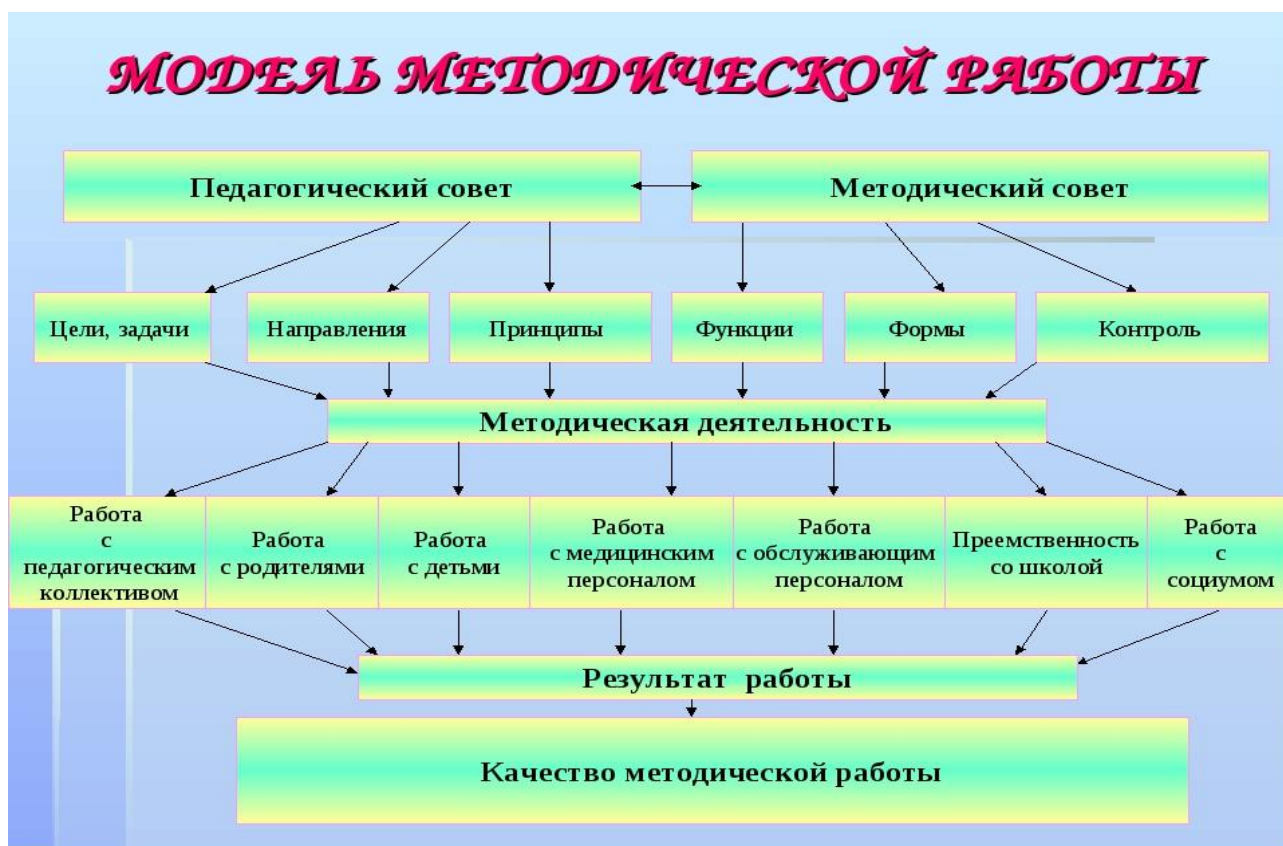 МОДЕЛЬ МЕТОДИЧЕСКОЙ РАБОТЫ
Педагогический совет
Методический совет
Цели, задачи
Направления
Принципы
Функции
Формы
Контроль
Методическая деятельность
Работа
с
педагогическим
коллективом
Работа
с родителями
Работа
с детьми
Работа
с медицинским
персоналом
Работа
с обслуживающим
персоналом
Преемственность
со школой
Работа
с
социумом
Результат работы
Качество методической работы